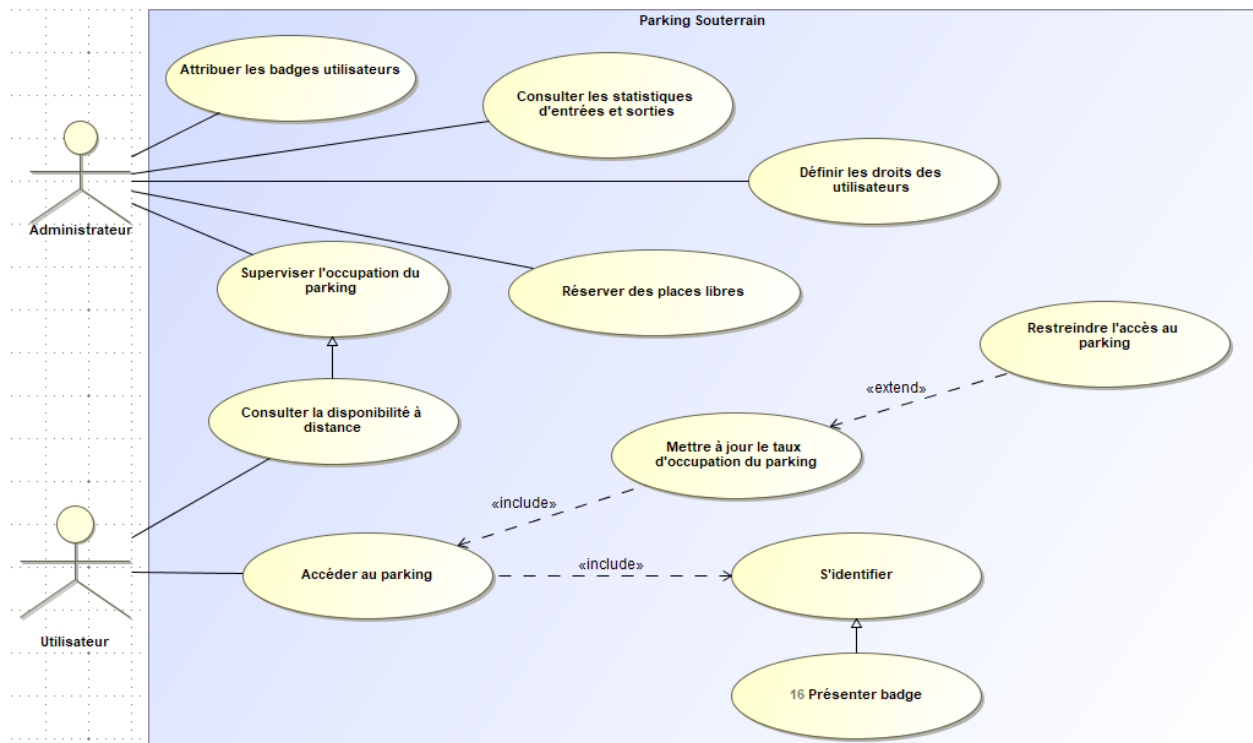 Parking Souterrain
Attribuer les badges utilisateurs
Consulter les statistiques
d'entrées et sorties
Définir les droits des
utilisateurs
Administrateur
Superviser l'occupation du
parking
Réserver des places libres
Restreindre l'accès au
parking
«extend»
Consulter la disponibilité à
distance
Mettre à jour le taux
d'occupation du parking
«include»
Accéder au parking
«include»
S'identifier
Utilisateur
16 Présenter badge